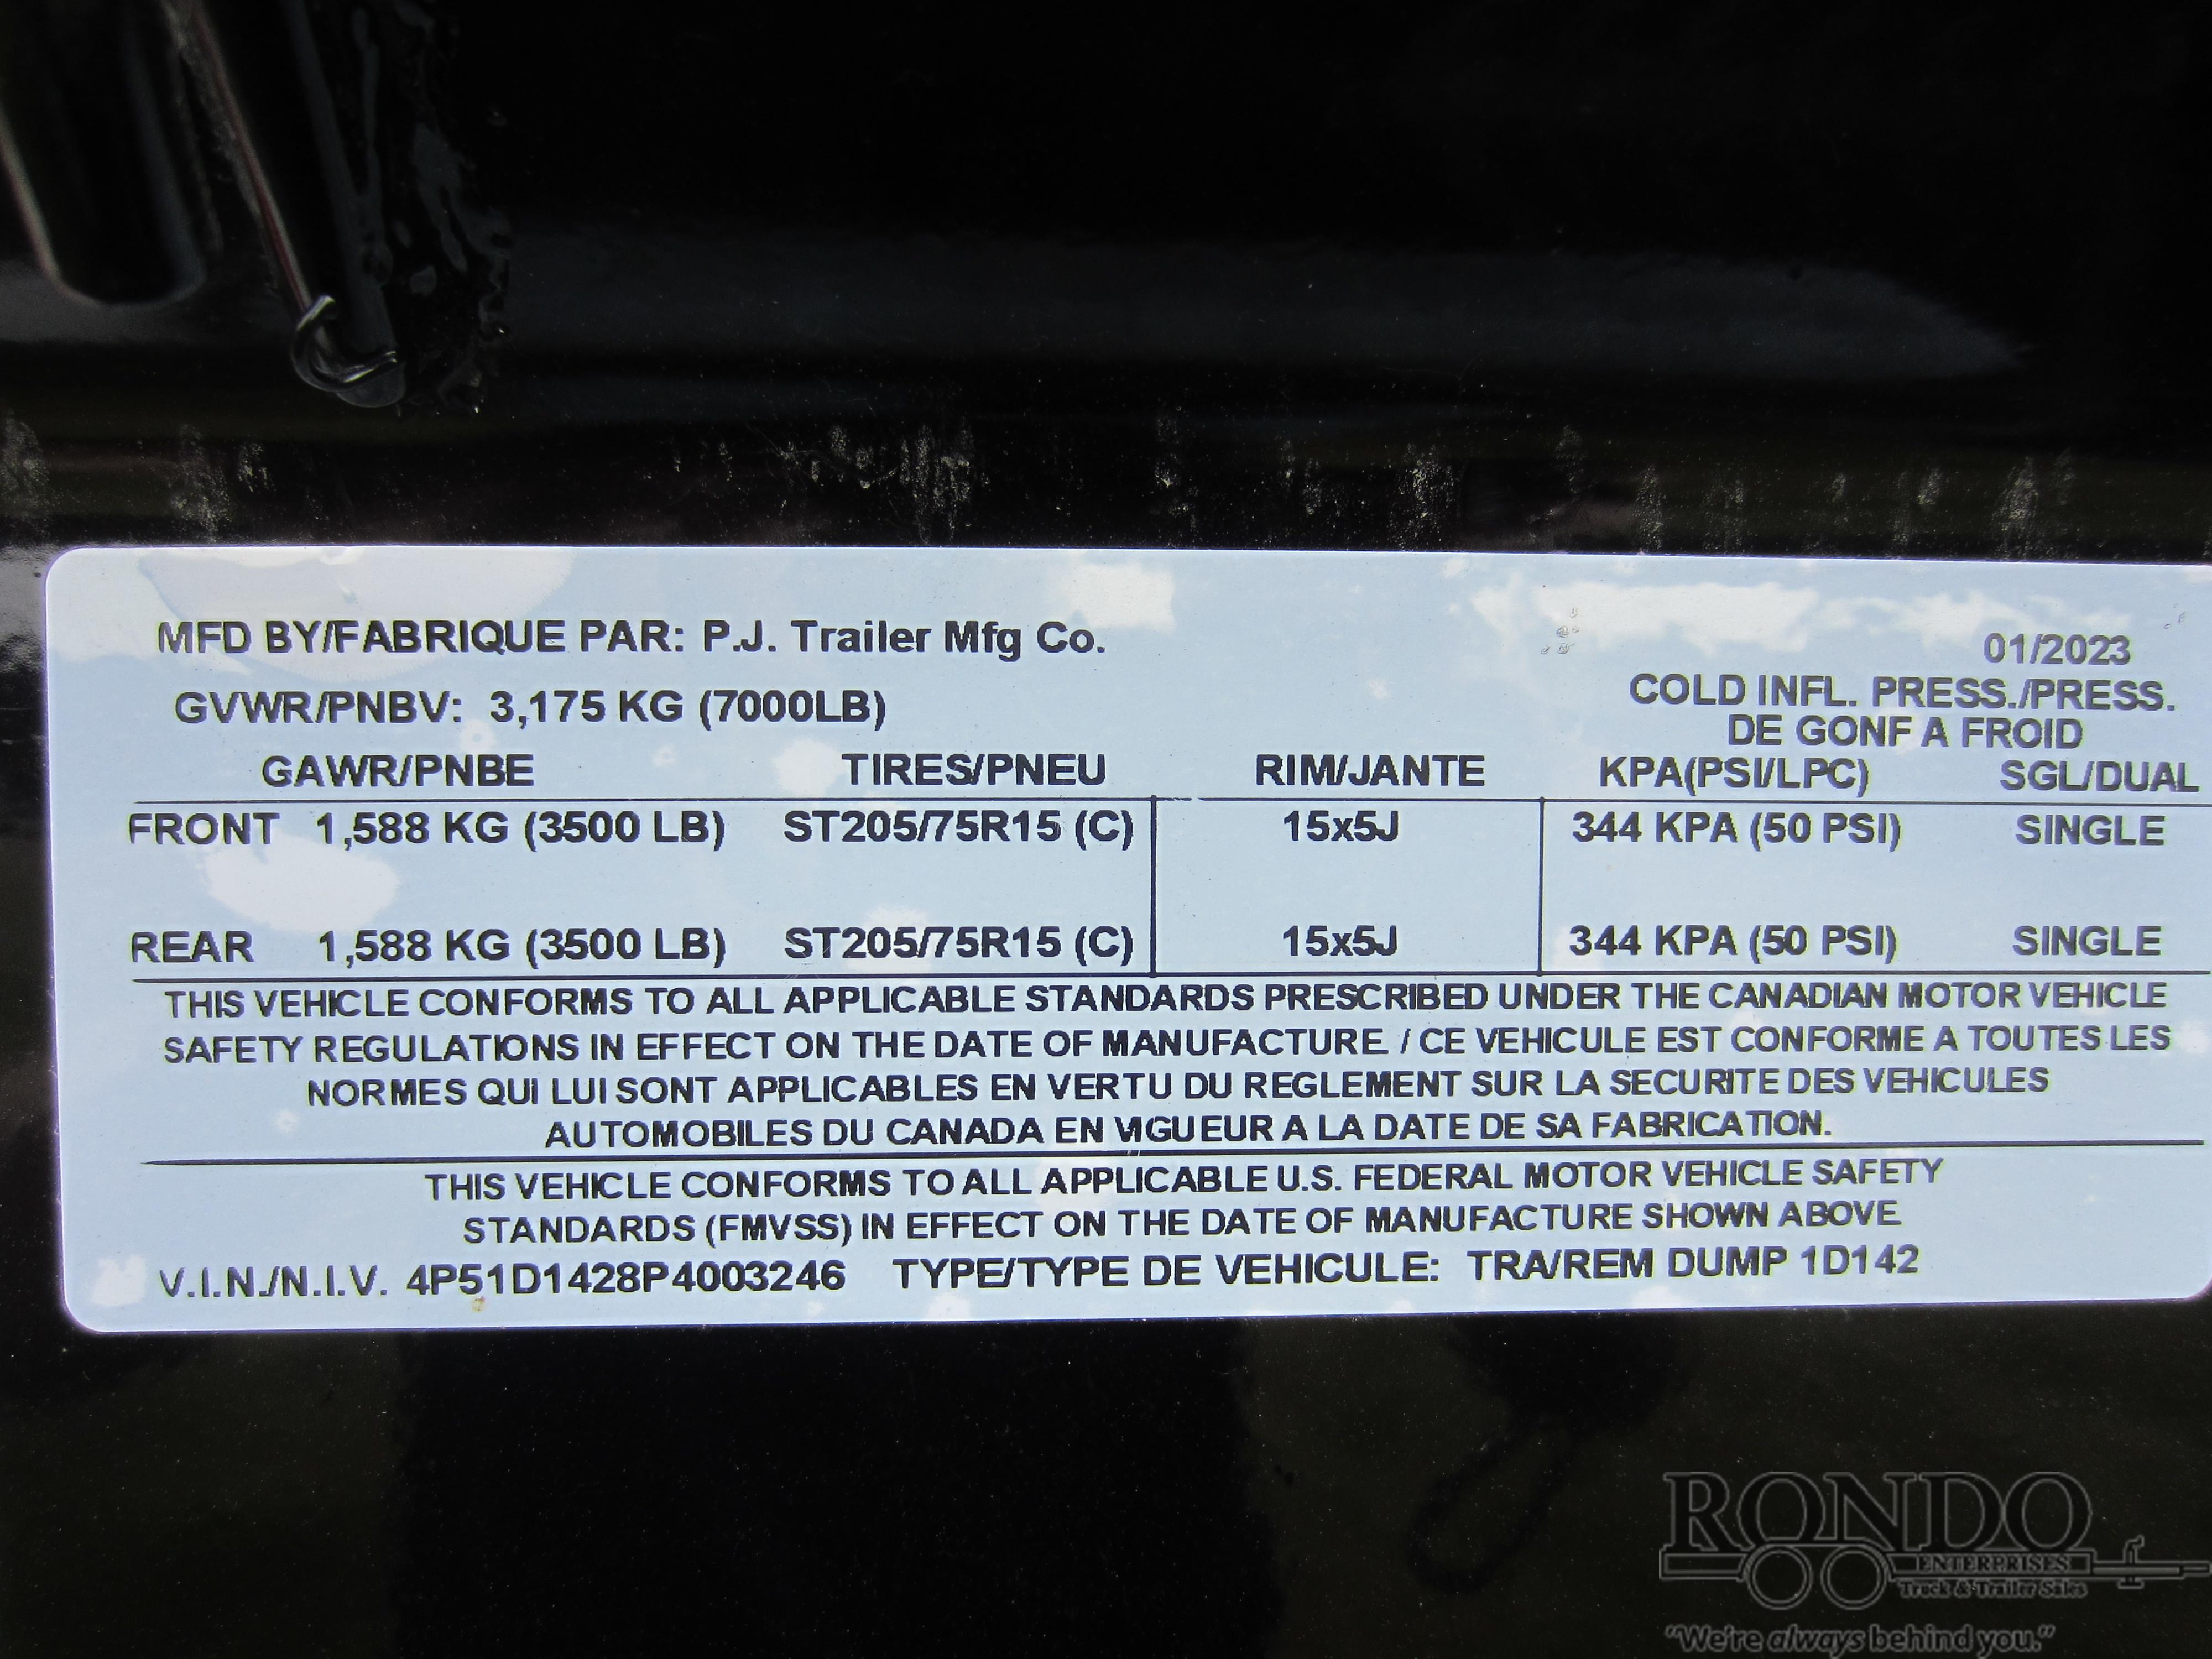 MFD BY/FABRIQUE PAR: P.J. Trailer Mfg Co.
01/2023
GVWR/PNBV: 3,175 KG (7000LB)
COLD INFL. PRESS./PRESS.
DE GONF A FROID
GAWR/PNBE TIRES/PNEU RIM/JANTE KPA(PSI/LPC) SGL/DUAL
FRONT 1,588 KG (3500 LB) ST205/75R15 (C) 15x5J 344 KPA (50 PSI) SINGLE
REAR 1,588 KG (3500 LB) ST205/75R15 (C) 15x5J 344 KPA (50 PSI) SINGLE
THIS VEHICLE CONFORMS TO ALL APPLICABLE STANDARDS PRESCRIBED UNDER THE CANADIAN MOTOR VEHICLE
SAFETY REGULATIONS IN EFFECT ON THE DATE OF MANUFACTURE. / CE VEHICULE EST CONFORME A TOUTES LES
NORMES QUI LUI SONT APPLICABLES EN VERTU DU REGLEMENT SUR LA SECURITE DES VEHICULES
AUTOMOBILES DU CANADA EN VIGUEUR A LA DATE DE SA FABRICATION.
THIS VEHICLE CONFORMS TO ALL APPLICABLE U.S. FEDERAL MOTOR VEHICLE SAFETY
STANDARDS (FMVSS) IN EFFECT ON THE DATE OF MANUFACTURE SHOWN ABOVE.
V.I.N./N.I.V. 4P51D1428P4003246 TYPE/TYPE DE VEHICULE: TRA/REM DUMP 1D142
RONDO
ENTERPRISES
Truck & Trailer Sales
"We're always behind you."